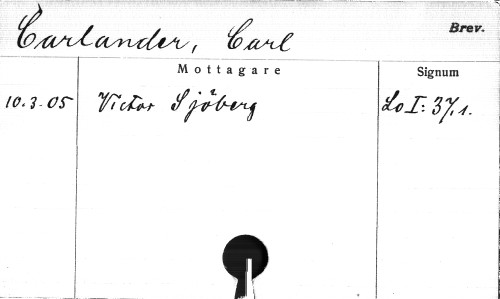 Carlander, Carl
Brev.
Mottagare
Signum
10.3.05 Victor Sjöberg Lo I: 37,1.